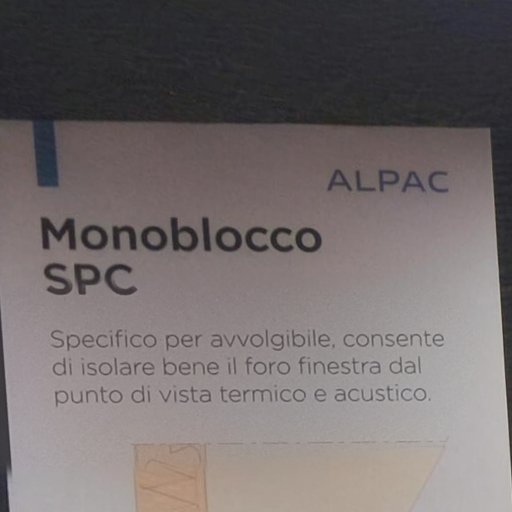 ALPAC
Monoblocco
SPC
Specifico per avvolgibile, consente
di isolare bene il foro finestra dal
punto di vista termico e acustico.